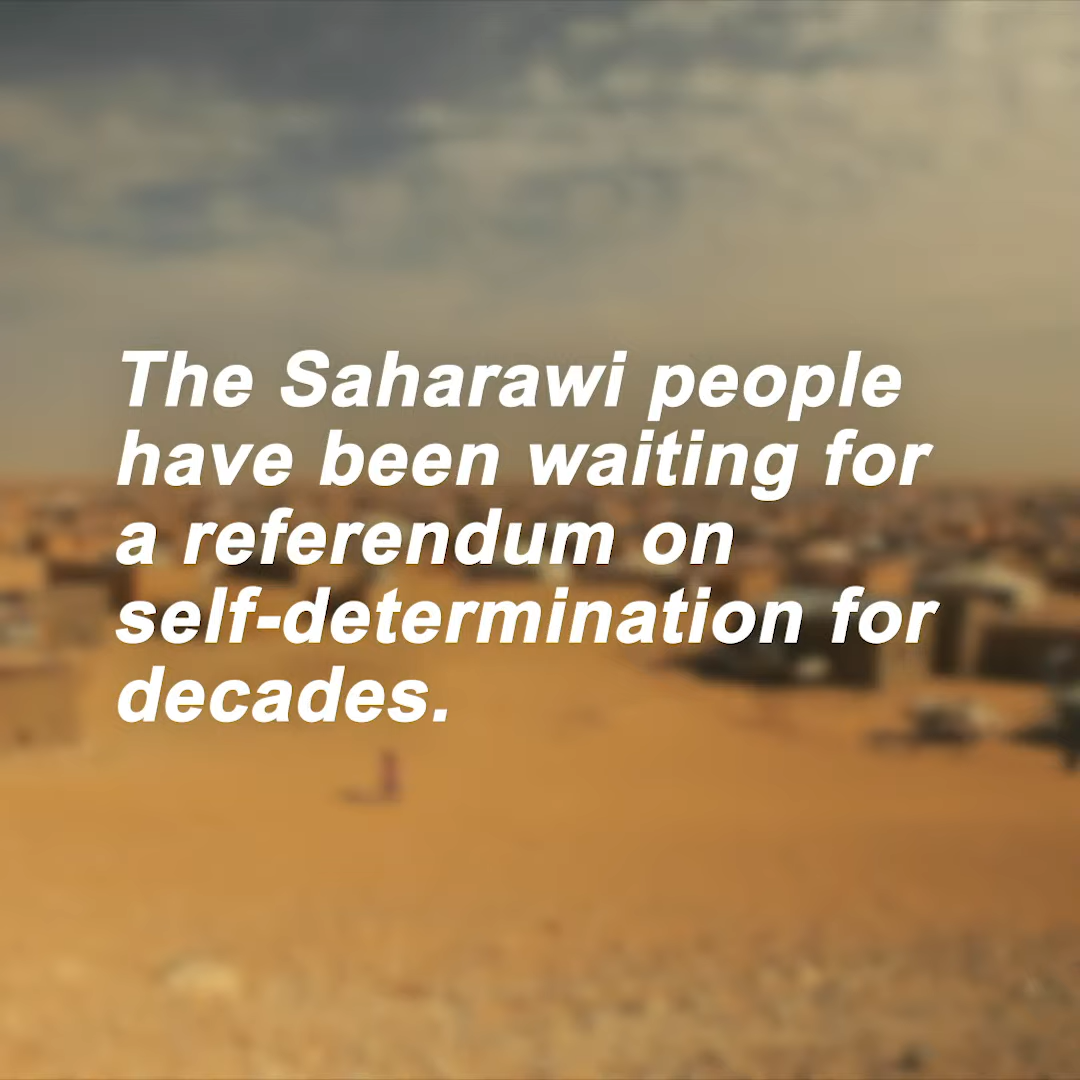 The Saharawi people
have been waiting for
a referendum on
self-determination for
decades.